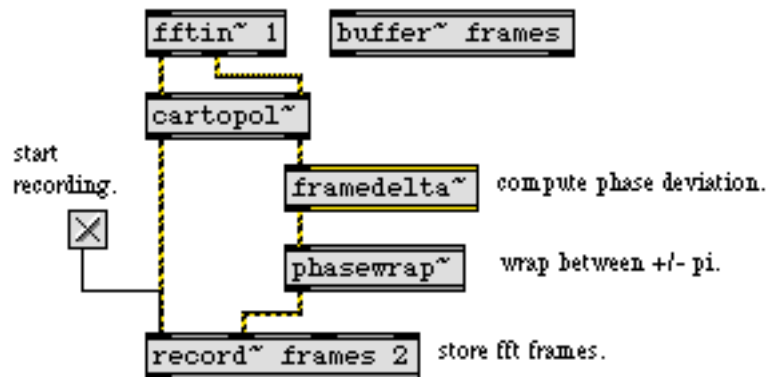 fftin~ 1
buffer~ frames
cartopol~
start
recording.
framedelta~
compute phase deviation.
phasewrap~
wrap between +/- pi.
record~ frames 2
store fft frames.